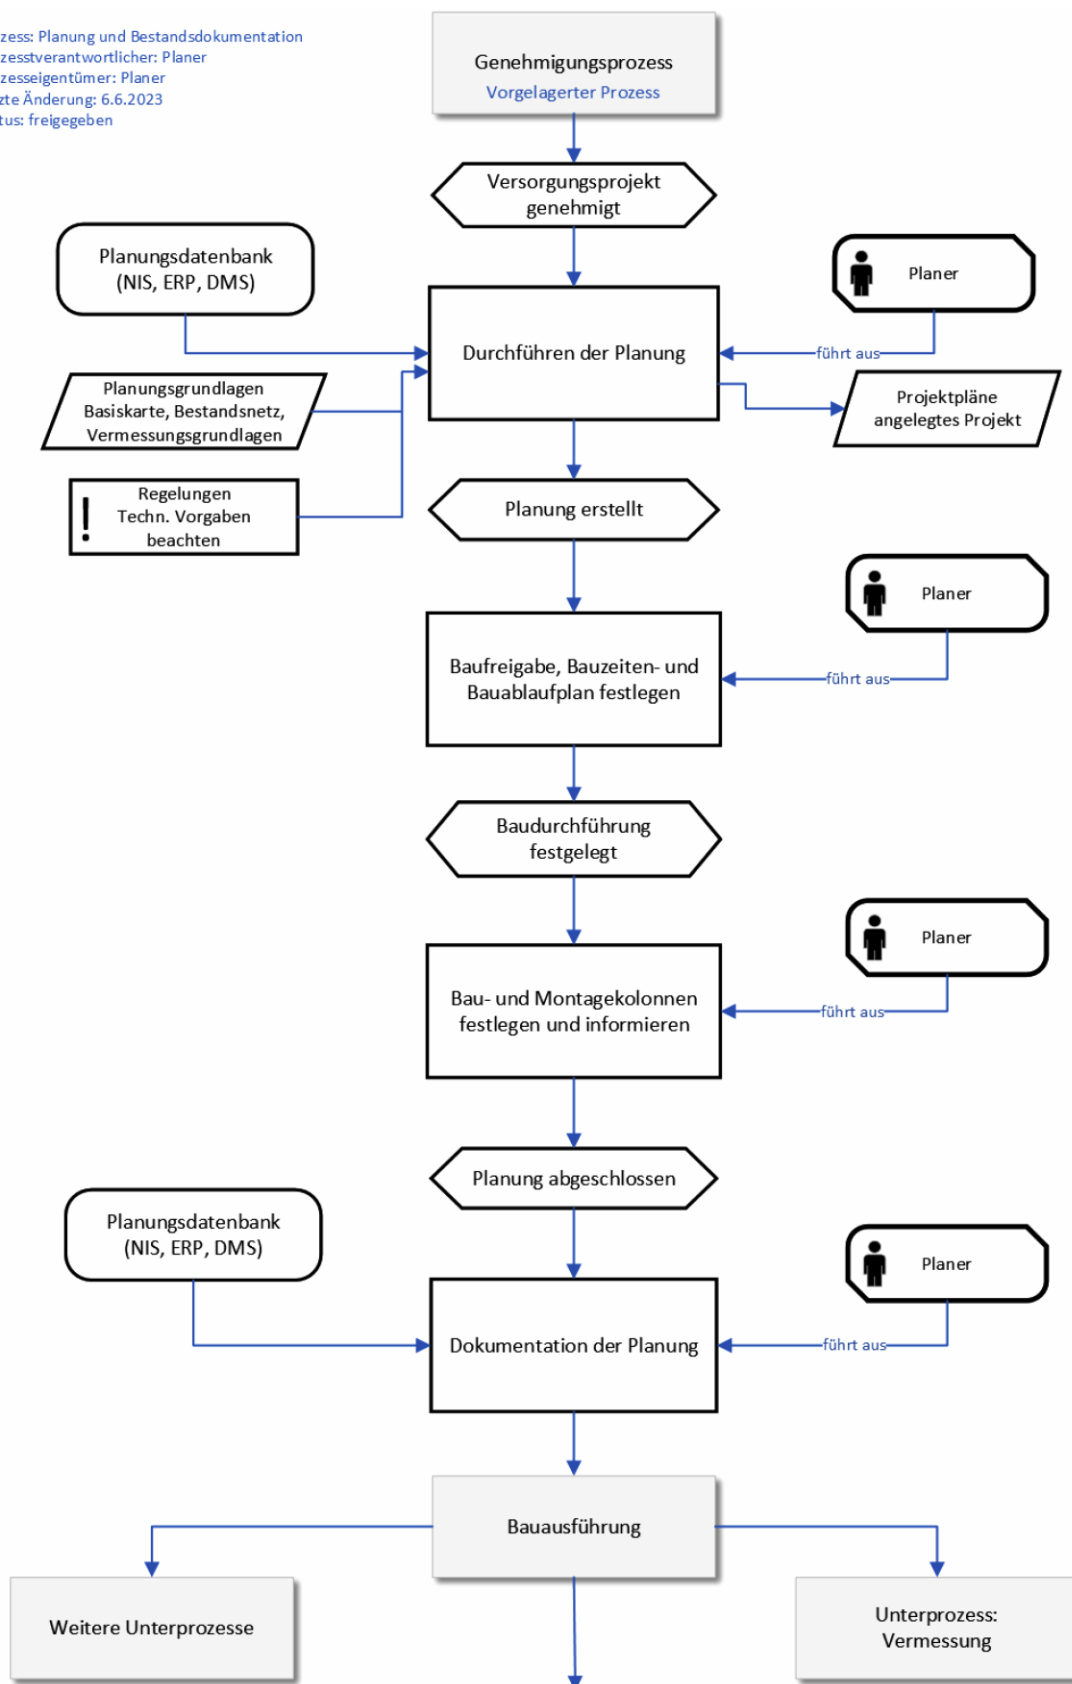 zess: Planung und Bestandsdokumentation
zesstverantwortlicher: Planer
zesseigentümer: Planer
zte Änderung: 6.6.2023
tus: freigegeben
Genehmigungsprozess
Vorgelagerter Prozess
Versorgungsprojekt
genehmigt
Planungsdatenbank
(NIS, ERP, DMS)
Planer
Durchführen der Planung
führt aus
Planungsgrundlagen
Basiskarte, Bestandsnetz,
Vermessungsgrundlagen
Projektpläne
angelegtes Projekt
!
Regelungen
Techn. Vorgaben
beachten
Planung erstellt
Planer
Baufreigabe, Bauzeiten- und
Bauablaufplan festlegen
führt aus
Baudurchführung
festgelegt
Planer
Bau- und Montagekolonnen
festlegen und informieren
führt aus
Planung abgeschlossen
Planungsdatenbank
(NIS, ERP, DMS)
Planer
Dokumentation der Planung
führt aus
Bauausführung
Weitere Unterprozesse
Unterprozess:
Vermessung